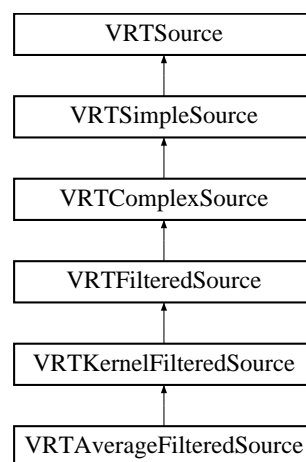 VRTSource
VRTSimpleSource
VRTComplexSource
VRTFilteredSource
VRTKernelFilteredSource
VRTAverageFilteredSource